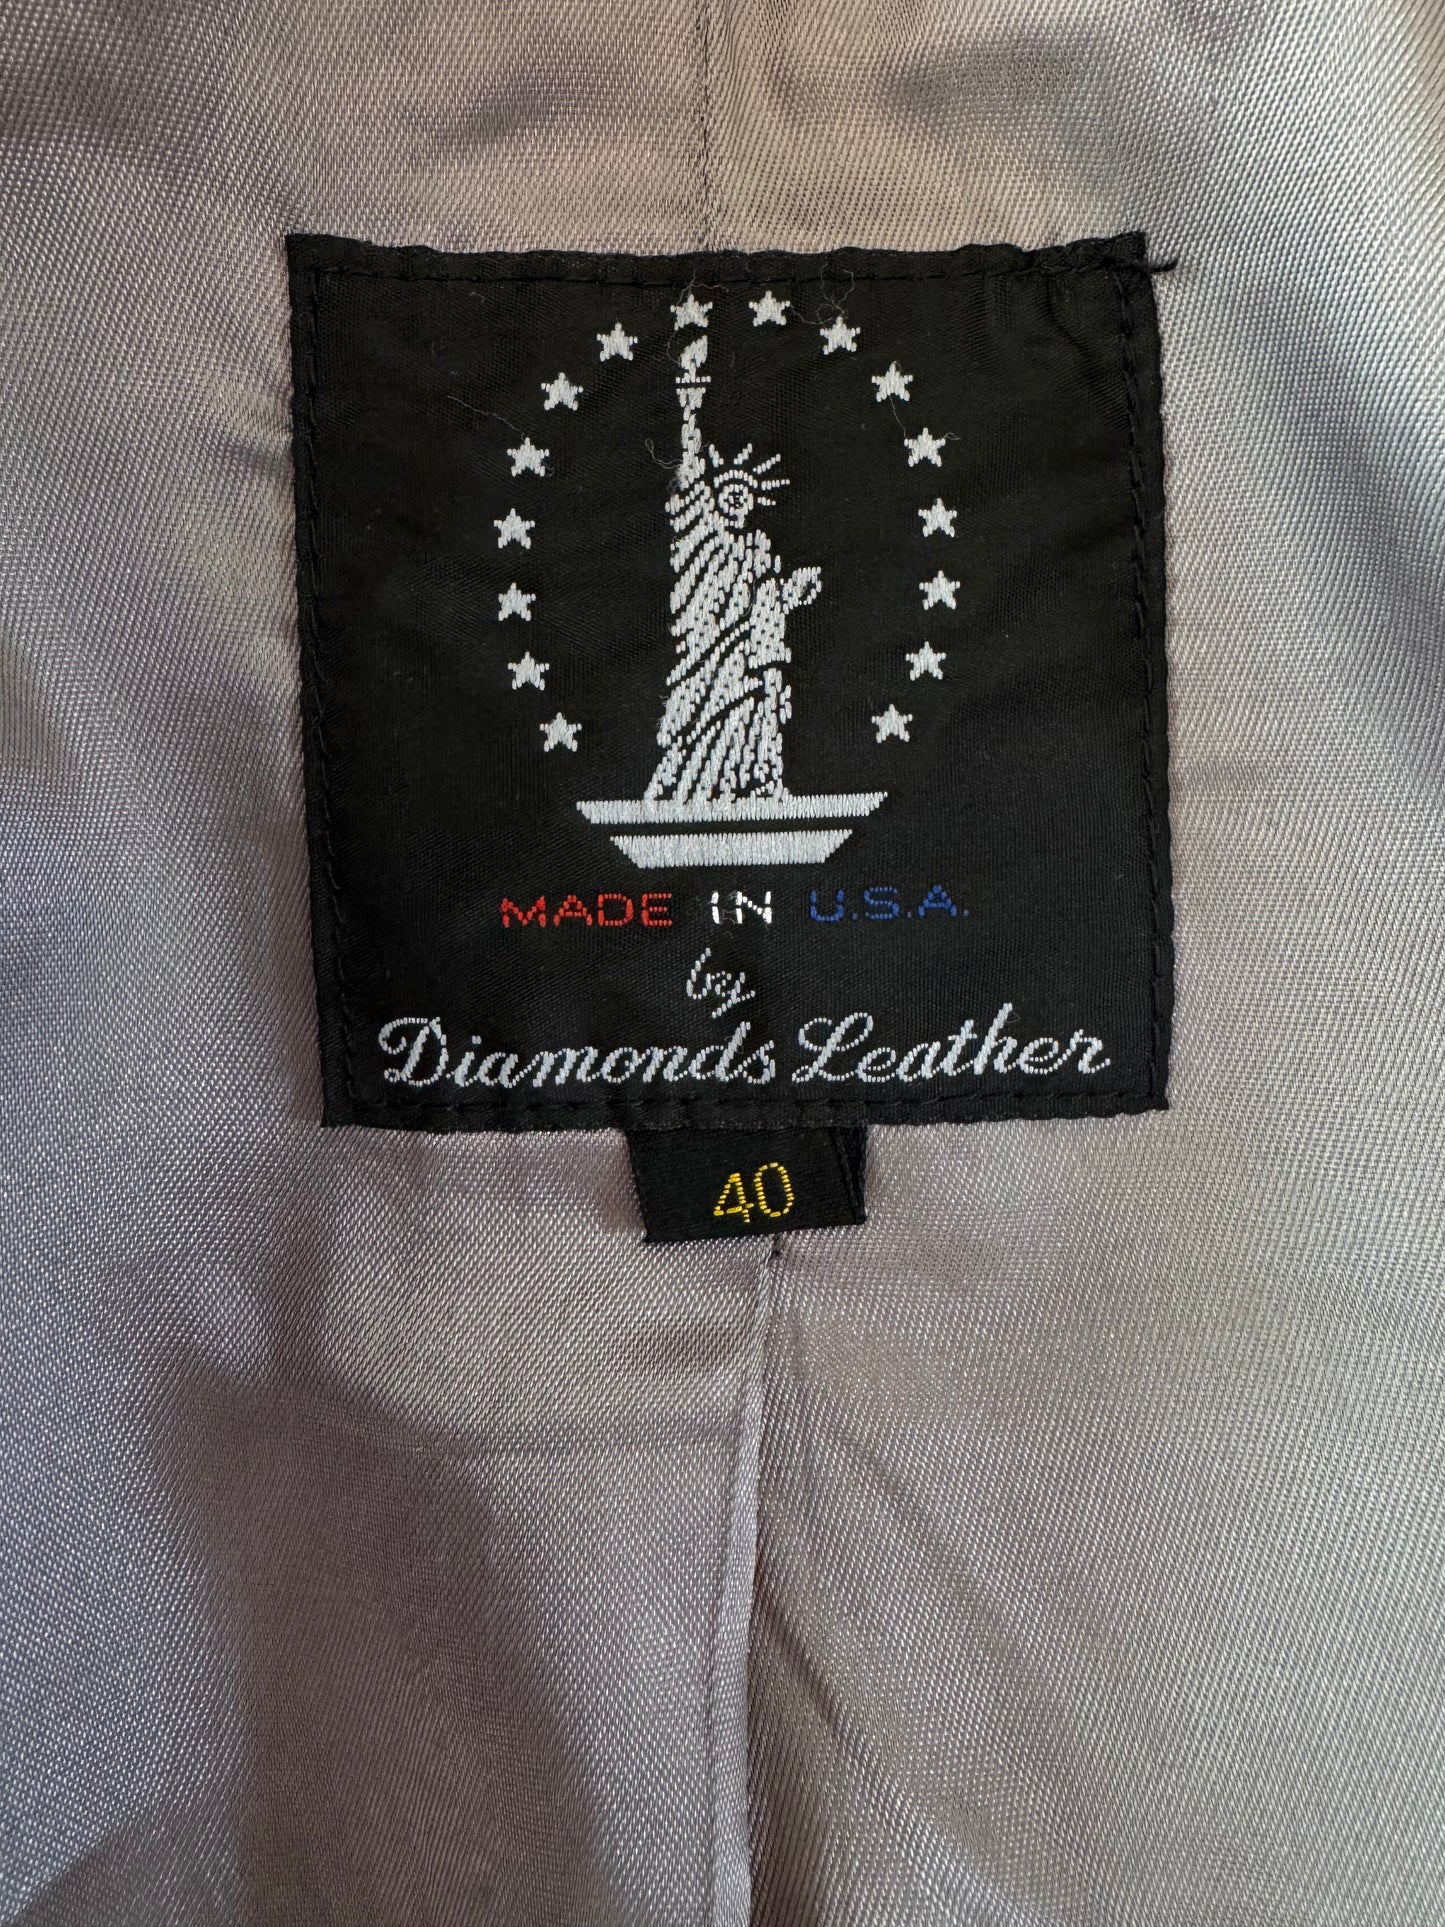 MADE IN U.S.A.
by
Diamonds Leather
40